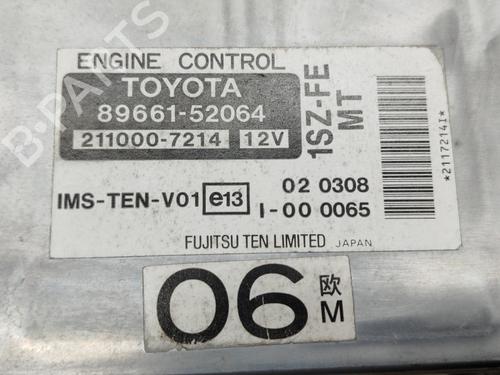 ENGINE CONTROL
TOYOTA
89661-52064
211000-7214 12V
1SZ-FE
MT
*2117214I*
IMS-TEN-V01 e13
02 0308
I-00 0065
FUJITSU TEN LIMITED JAPAN
06 欧
M
B-PARTS